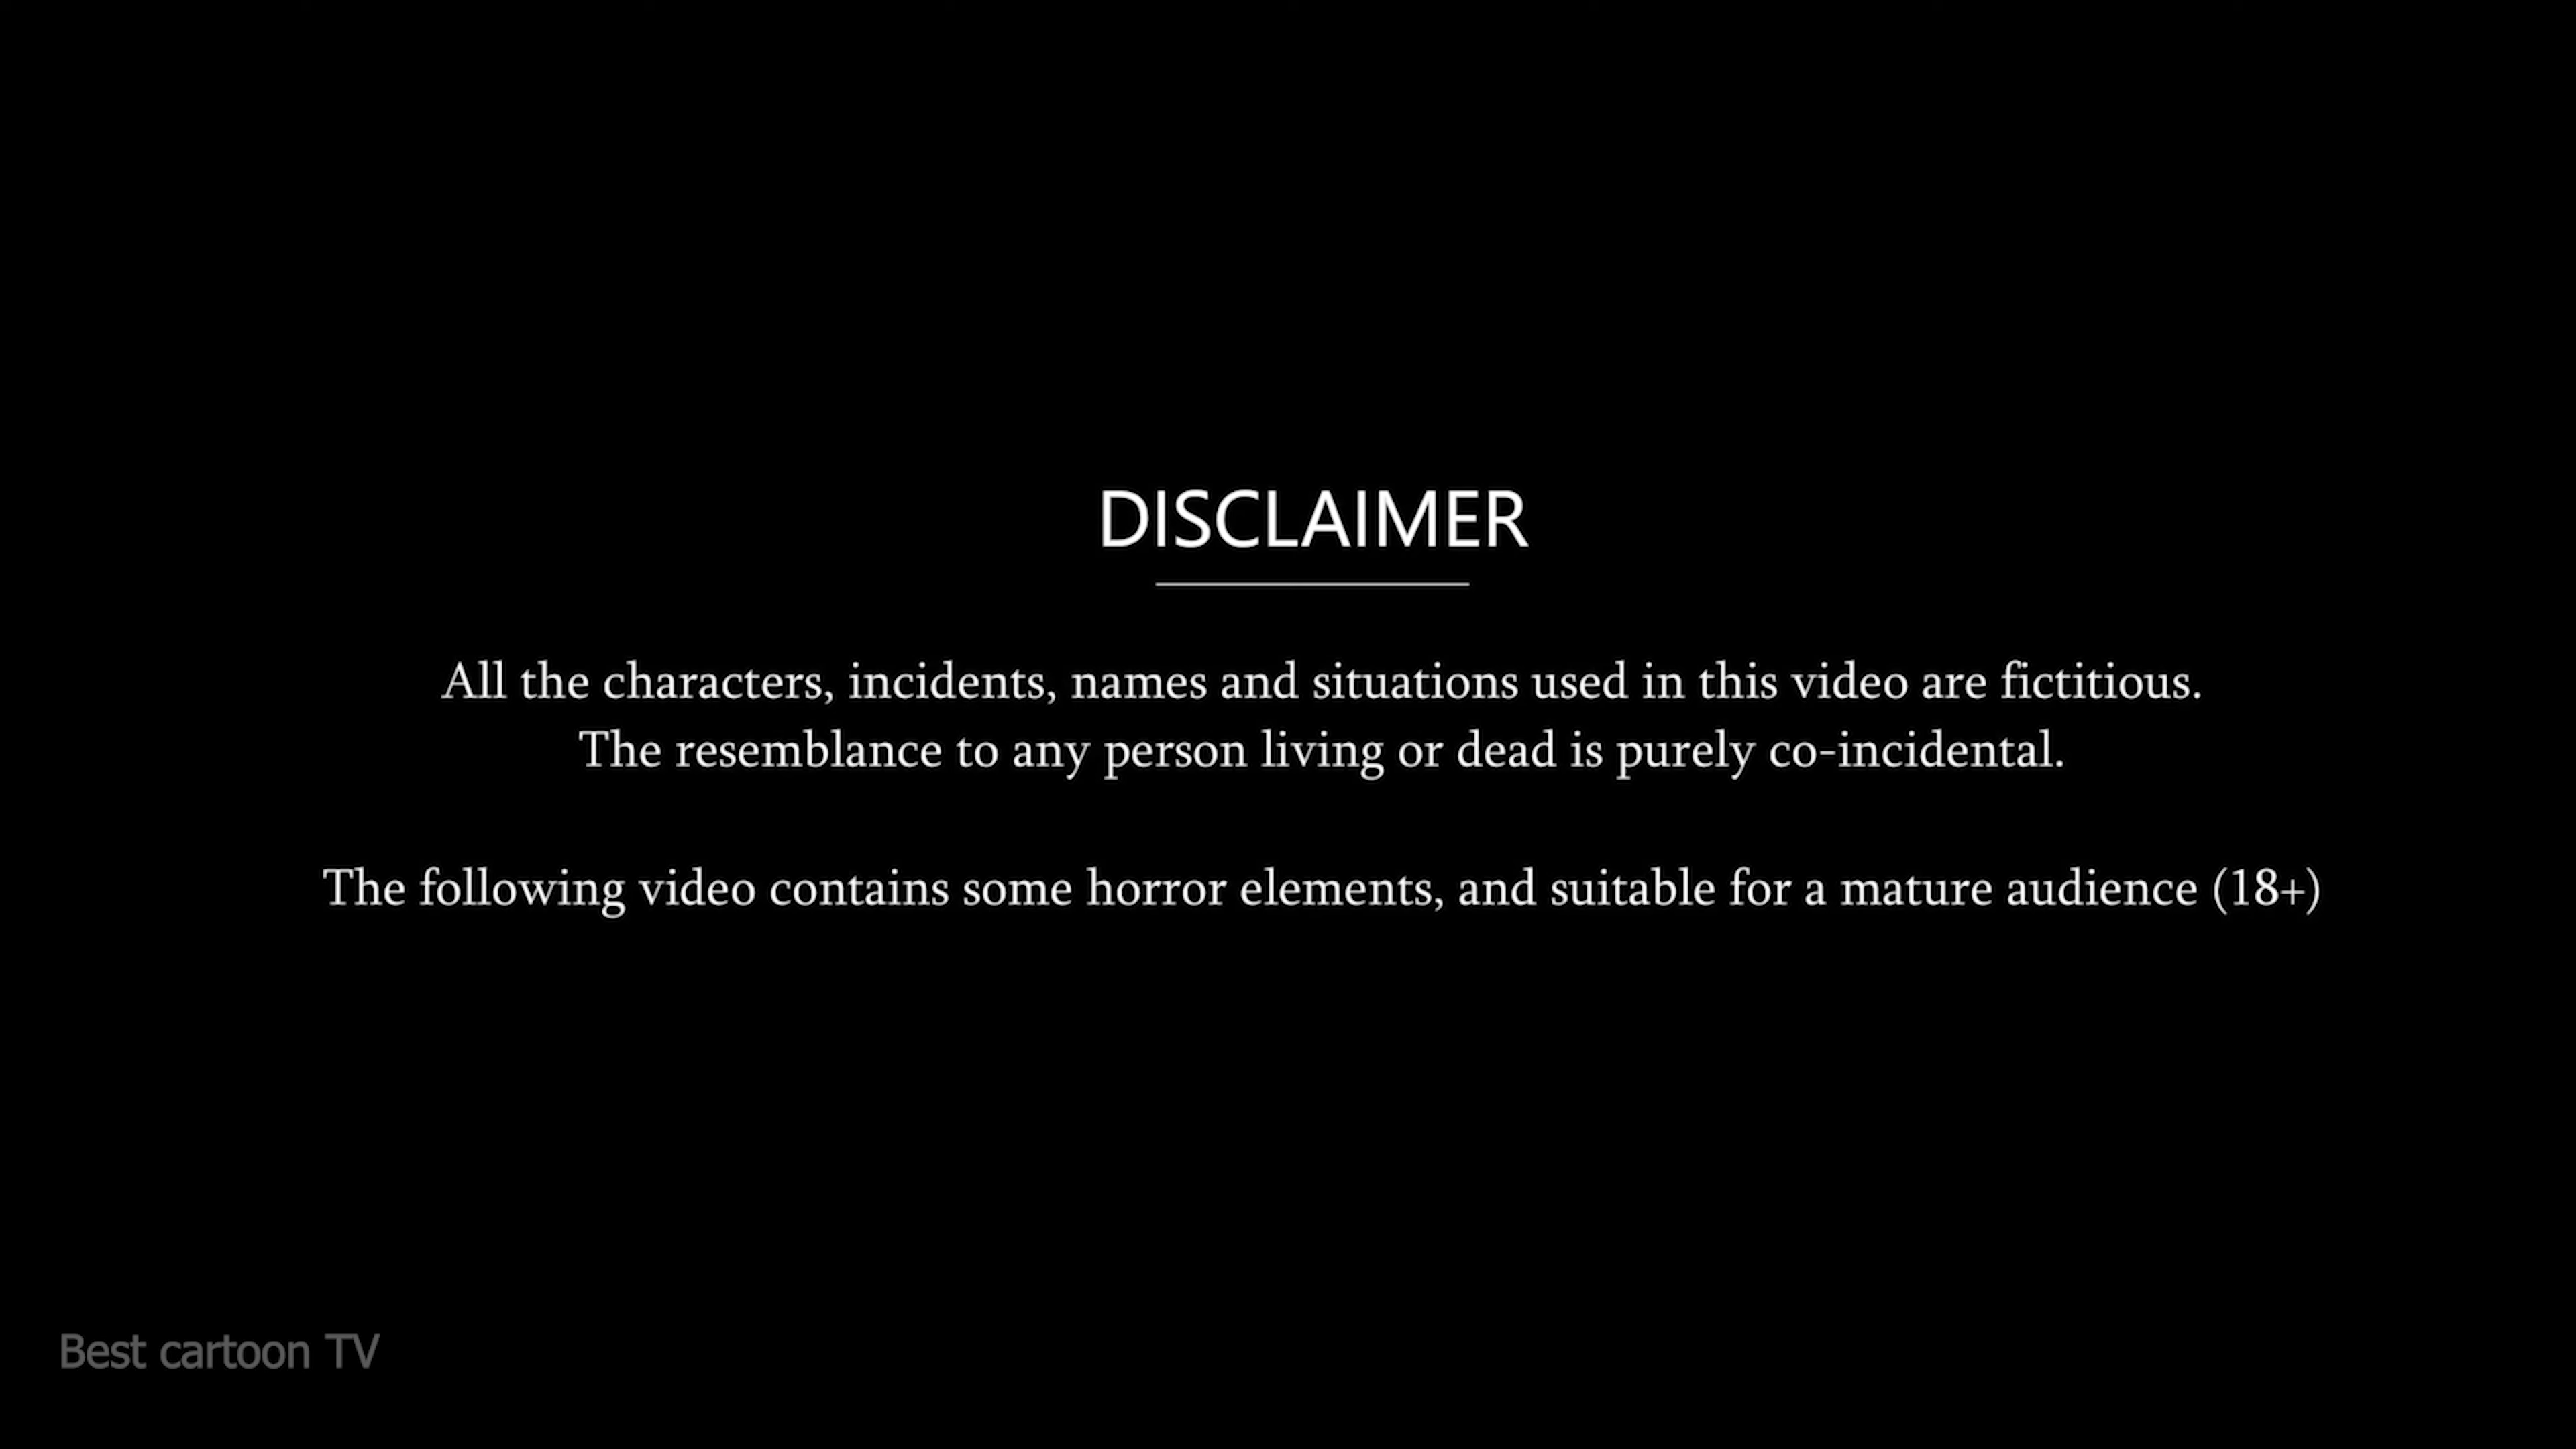 DISCLAIMER
All the characters, incidents, names and situations used in this video are fictitious.
The resemblance to any person living or dead is purely co-incidental.
The following video contains some horror elements, and suitable for a mature audience (18+)
Best cartoon TV